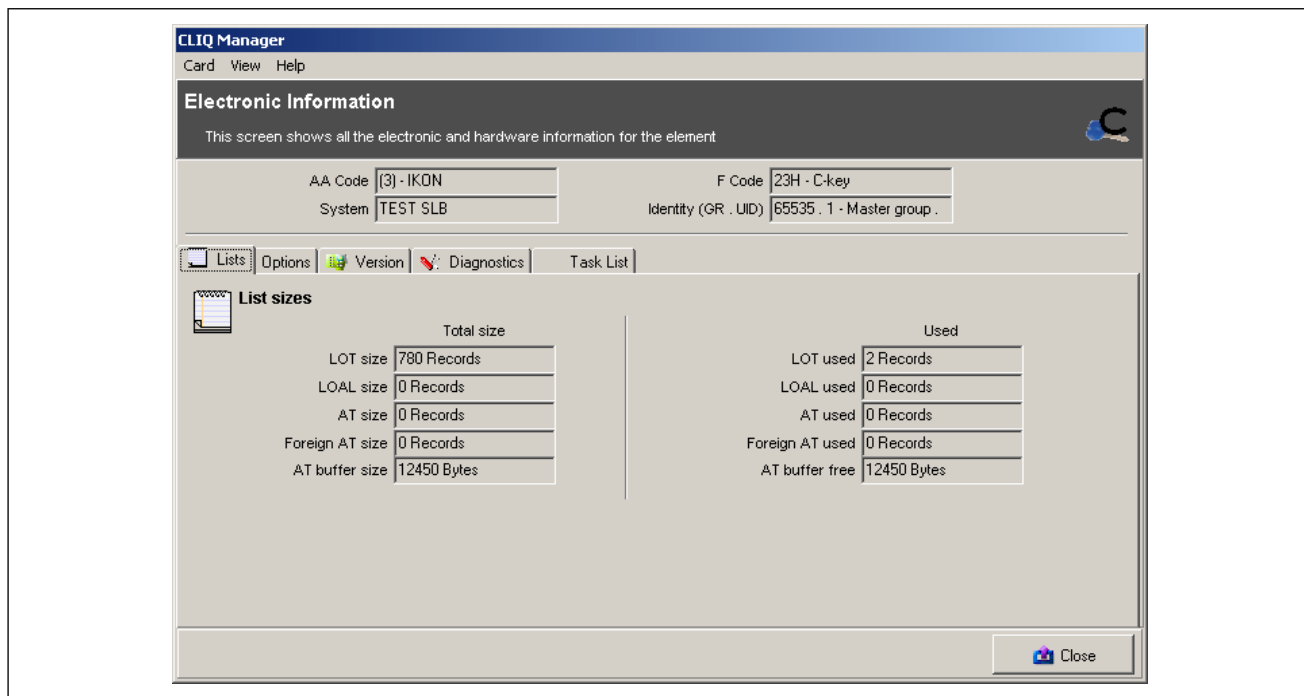 CLIQ Manager
Card View Help
Electronic Information
This screen shows all the electronic and hardware information for the element
AA Code (3) - IKON F Code 23H - C-key
System TEST SLB Identity (GR . UID) 65535 . 1 - Master group .
Lists Options Version Diagnostics Task List
List sizes
Total size Used
LOT size 780 Records LOT used 2 Records
LOAL size 0 Records LOAL used 0 Records
AT size 0 Records AT used 0 Records
Foreign AT size 0 Records Foreign AT used 0 Records
AT buffer size 12450 Bytes AT buffer free 12450 Bytes
Close